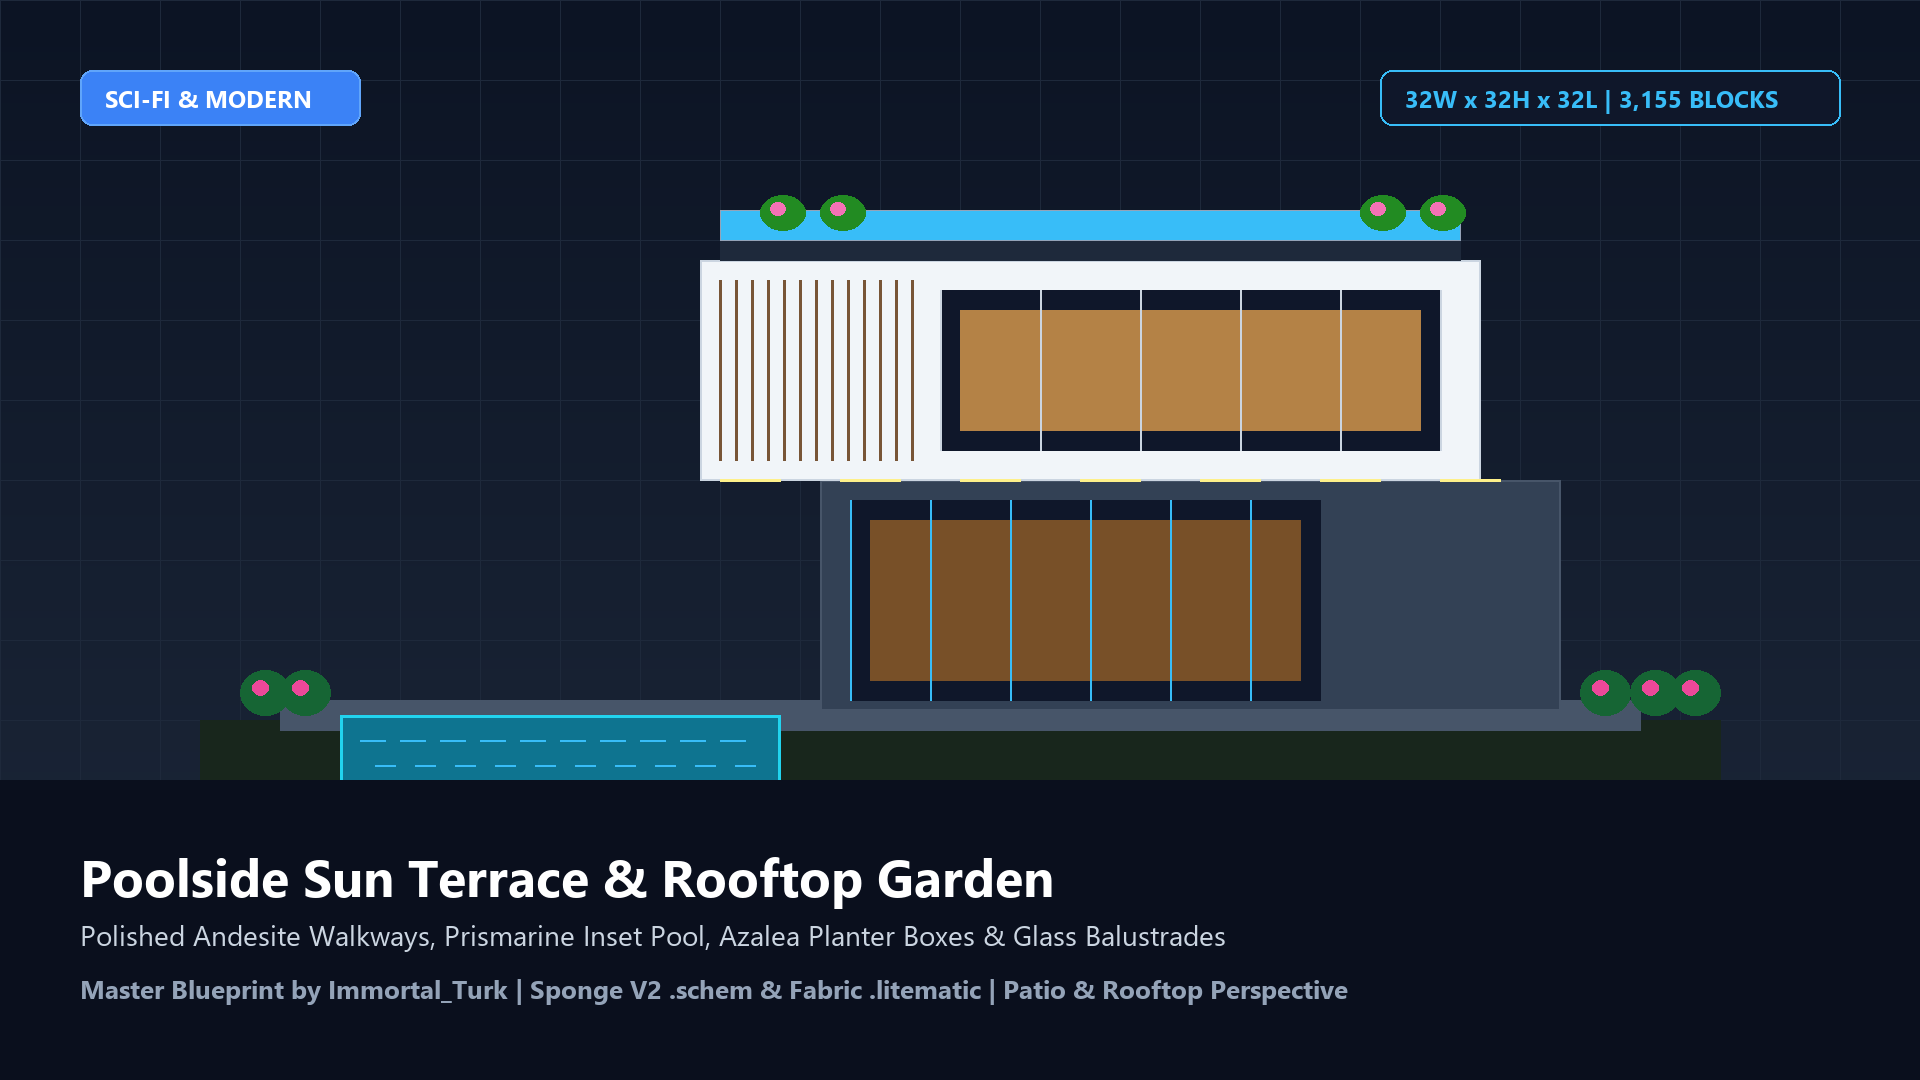 SCI-FI & MODERN
32W x 32H x 32L | 3,155 BLOCKS
Poolside Sun Terrace & Rooftop Garden
Polished Andesite Walkways, Prismarine Inset Pool, Azalea Planter Boxes & Glass Balustrades
Master Blueprint by Immortal_Turk | Sponge V2 .schem & Fabric .litematic | Patio & Rooftop Perspective